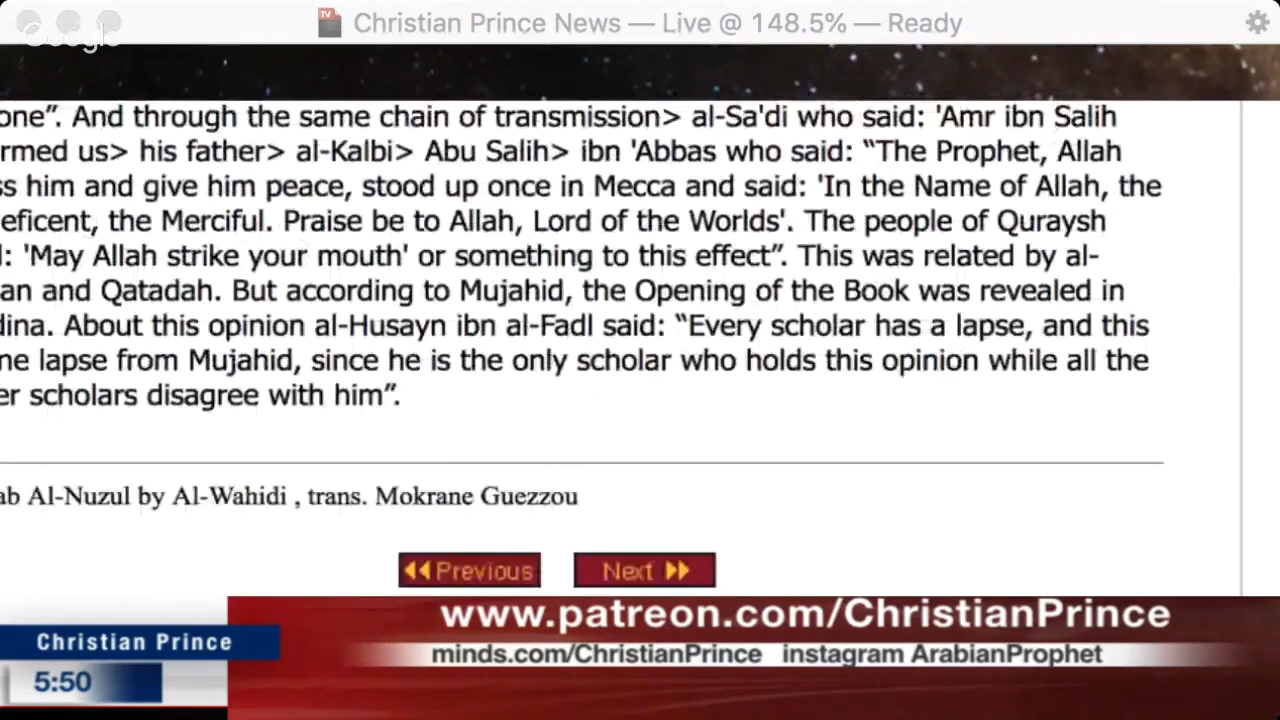 Christian Prince News — Live @ 148.5% — Ready
Google
one”. And through the same chain of transmission> al-Sa'di who said: 'Amr ibn Salih
rmed us> his father> al-Kalbi> Abu Salih> ibn 'Abbas who said: “The Prophet, Allah
ss him and give him peace, stood up once in Mecca and said: 'In the Name of Allah, the
eficent, the Merciful. Praise be to Allah, Lord of the Worlds'. The people of Quraysh
: 'May Allah strike your mouth' or something to this effect”. This was related by al-
an and Qatadah. But according to Mujahid, the Opening of the Book was revealed in
dina. About this opinion al-Husayn ibn al-Fadl said: “Every scholar has a lapse, and this
me lapse from Mujahid, since he is the only scholar who holds this opinion while all the
er scholars disagree with him”.
ab Al-Nuzul by Al-Wahidi , trans. Mokrane Guezzou
Previous Next
www.patreon.com/ChristianPrince
Christian Prince
minds.com/ChristianPrince instagram ArabianProphet
5:50